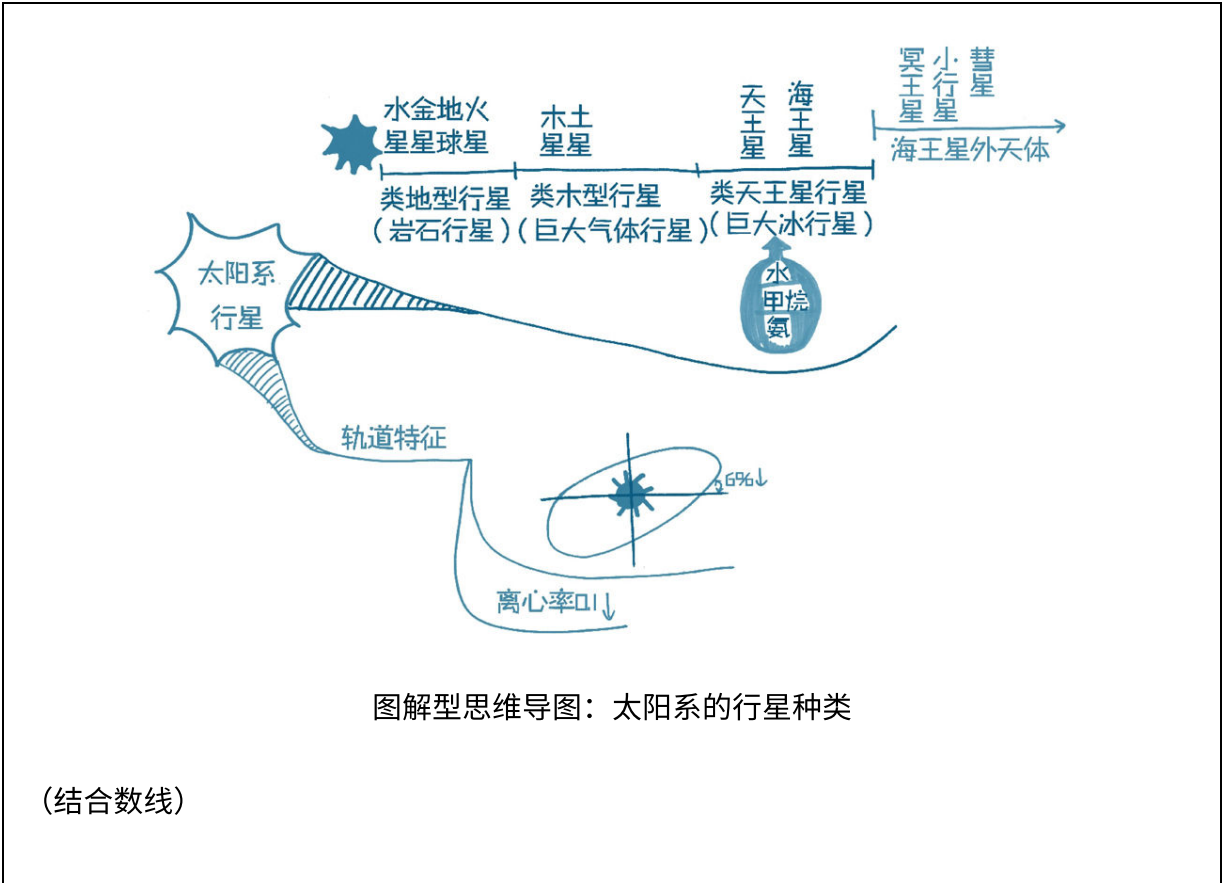 冥王星
小行星
彗星
天王星
海王星
水金地火
星星球星
木土
星星
海王星外天体
类地型行星
类木型行星
类天王星行星
(岩石行星)
(巨大气体行星)
(巨大冰行星)
太阳系
行星
水
甲烷
氨
轨道特征
6%↓
离心率0.1↓
图解型思维导图：太阳系的行星种类
（结合数线）